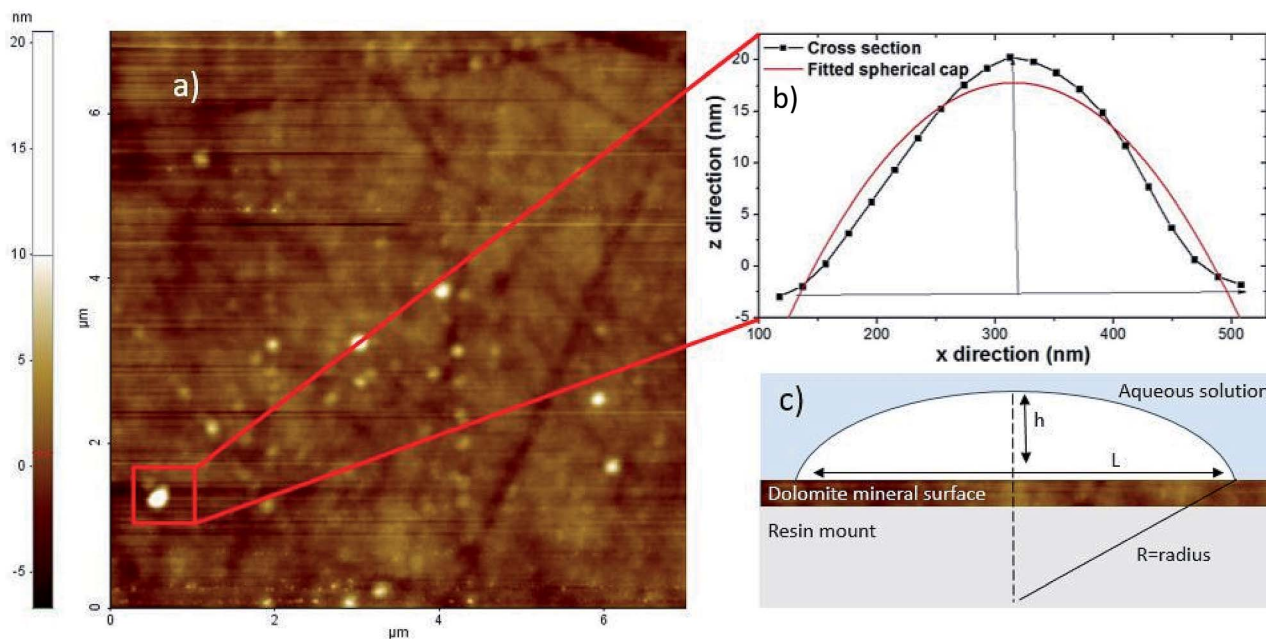 nm
20
15
10
5
0
-5
a)
6
4
2
0
µm
0
2
4
6
µm
b)
Cross section
Fitted spherical cap
z direction (nm)
20
15
10
5
0
-5
100
200
300
400
500
x direction (nm)
c)
Aqueous solution
h
L
Dolomite mineral surface
Resin mount
R=radius